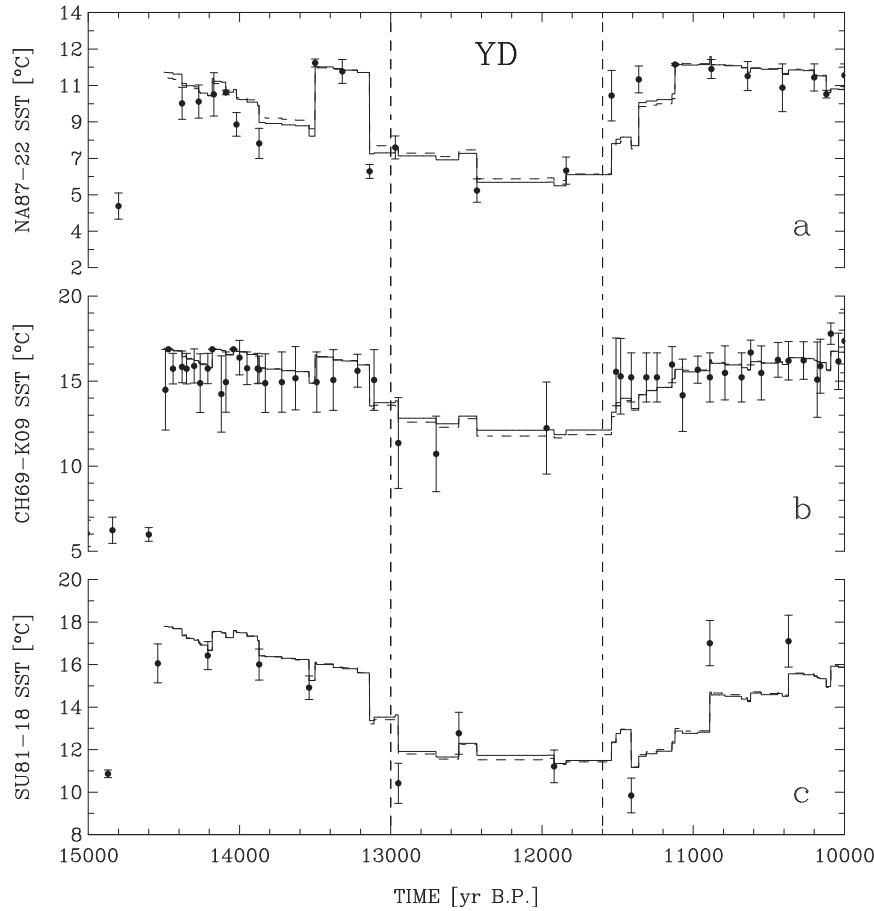 14
12
11
9
7
5
4
2
NA87-22 SST [°C]
YD
a
20
15
10
5
CH69-K09 SST [°C]
b
20
18
16
14
12
10
8
SU81-18 SST [°C]
c
15000 14000 13000 12000 11000 10000
TIME [yr B.P.]